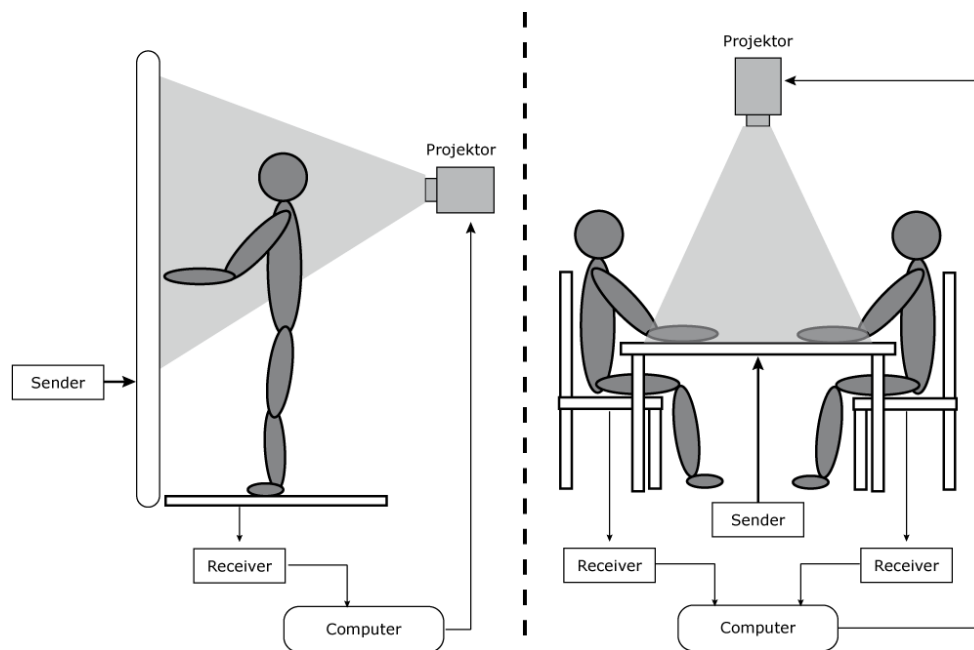 Projektor
Sender
Receiver
Computer
Projektor
Sender
Receiver
Receiver
Computer